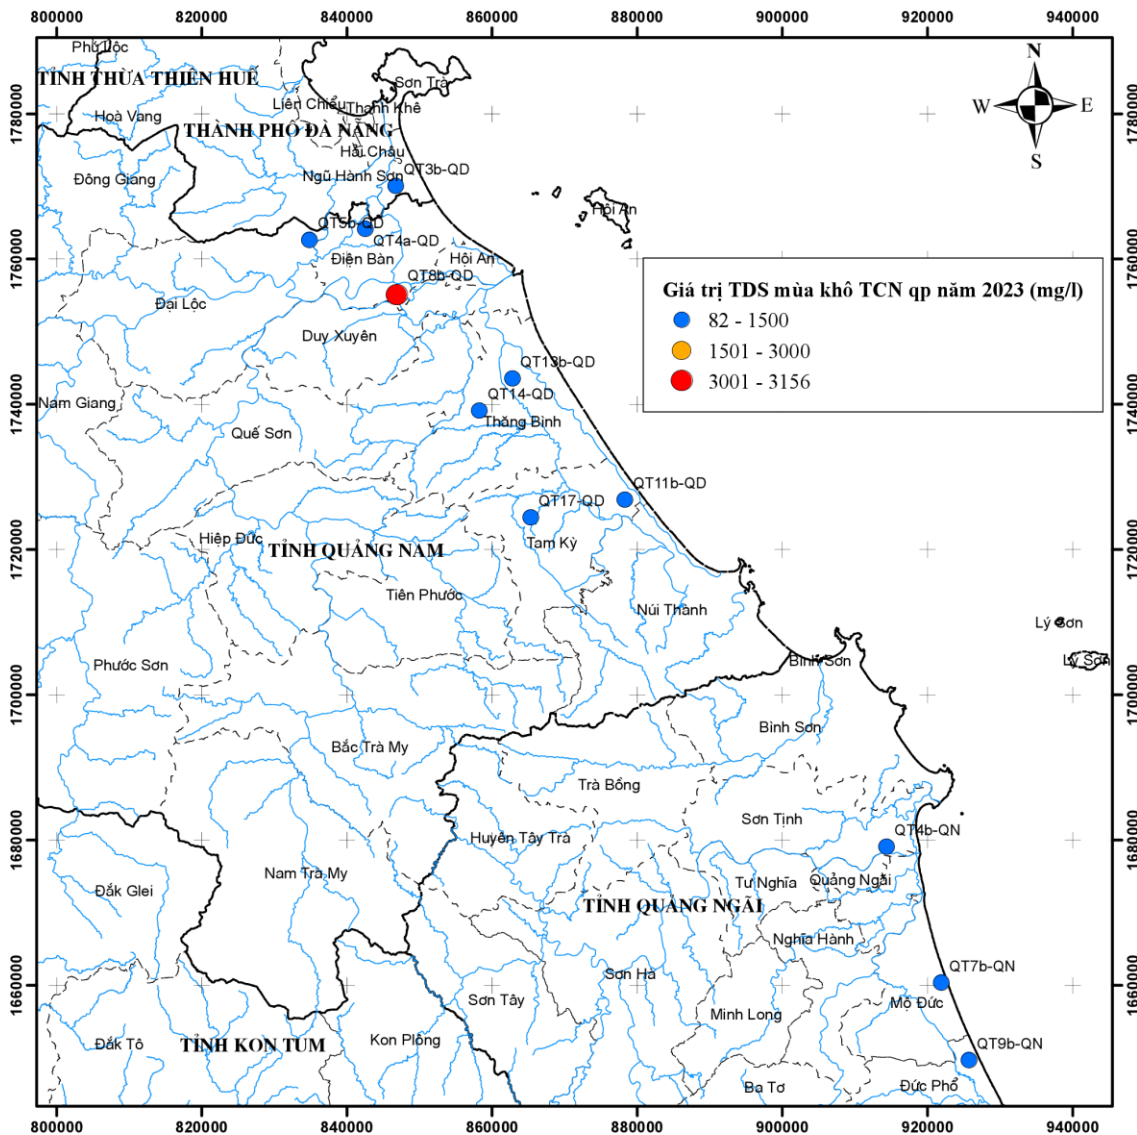 800000 820000 840000 860000 880000 900000 920000 940000
Phú Lộc
TỈNH THỪA THIÊN HUẾ
Sơn Trà
N
W
E
S
1780000
1780000
Hoà Vang
Liên Chiểu
Thanh Khê
THÀNH PHỐ ĐÀ NẴNG
Hải Châu
Đông Giang
Ngũ Hành Sơn
QT3b-QD
Hội An
QT5b-QD
QT4a-QD
1760000
1760000
Điện Bàn
Hội An
QT8b-QD
Đại Lộc
Duy Xuyên
Giá trị TDS mùa khô TCN qp năm 2023 (mg/l)
82 - 1500
1501 - 3000
3001 - 3156
QT13b-QD
QT14-QD
1740000
1740000
Nam Giang
Thăng Bình
Quế Sơn
QT11b-QD
QT17-QD
Hiệp Đức
Tam Kỳ
TỈNH QUẢNG NAM
1720000
1720000
Tiên Phước
Núi Thành
Lý Sơn
Phước Sơn
Bình Sơn
Lý Sơn
1700000
1700000
Bình Sơn
Bắc Trà My
Trà Bồng
Sơn Tịnh
QT4b-QN
Huyện Tây Trà
1680000
1680000
Nam Trà My
Tư Nghĩa
Quảng Ngãi
Đắk Glei
TỈNH QUẢNG NGÃI
Nghĩa Hành
QT7b-QN
Sơn Hà
1660000
1660000
Sơn Tây
Mộ Đức
Minh Long
Đắk Tô
TỈNH KON TUM
Kon Plông
QT9b-QN
Ba Tơ
Đức Phổ
800000 820000 840000 860000 880000 900000 920000 940000